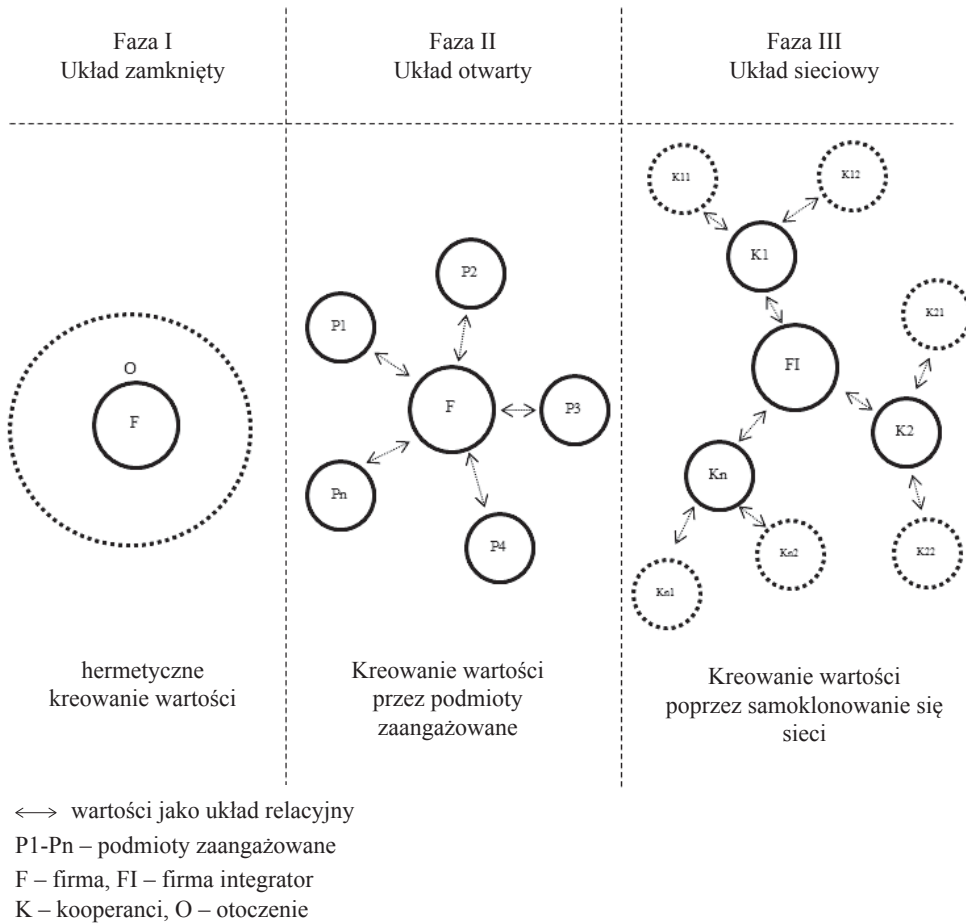 Faza I
Układ zamknięty
Faza II
Układ otwarty
Faza III
Układ sieciowy
O
F
hermetyczne
kreowanie wartości
P2
P1
F
P3
Pn
P4
Kreowanie wartości
przez podmioty
zaangażowane
K11
K12
K1
K21
FI
K2
Kn
Kn2
K22
Kn1
Kreowanie wartości
poprzez samoklonowanie się
sieci
wartości jako układ relacyjny
P1-Pn – podmioty zaangażowane
F – firma, FI – firma integrator
K – kooperanci, O – otoczenie